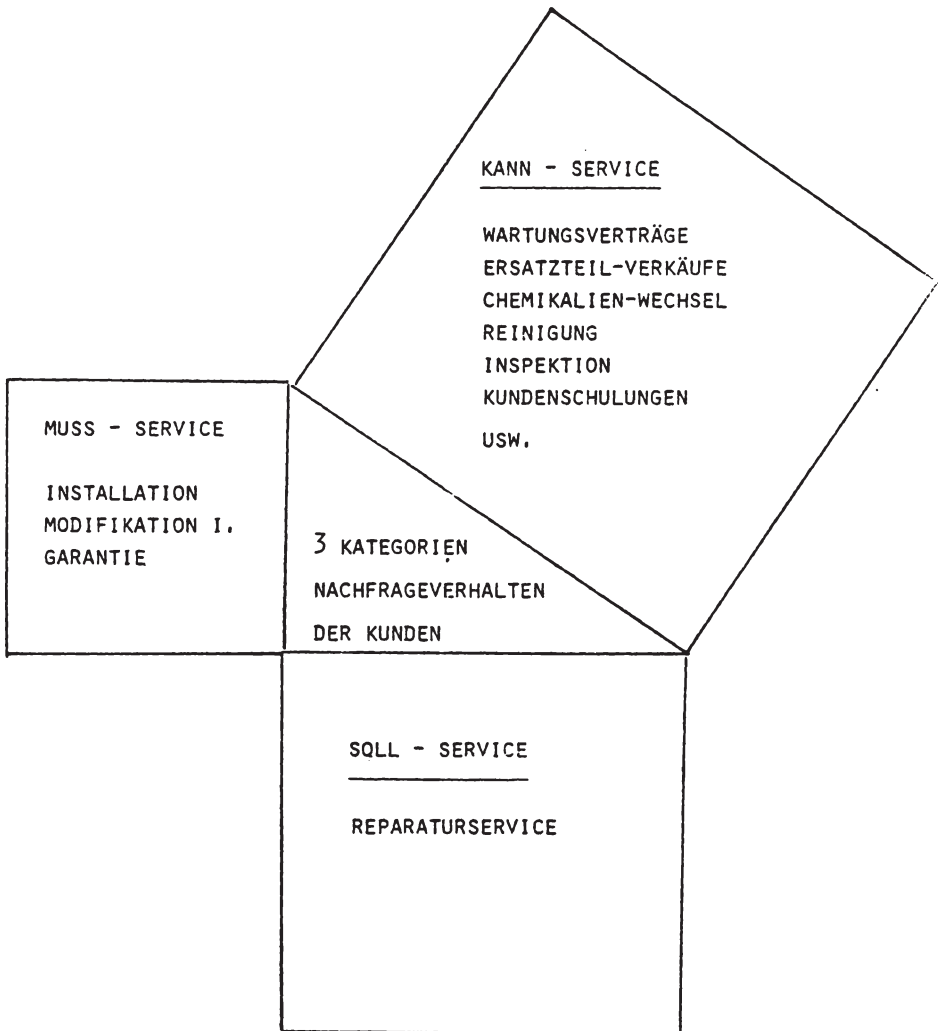 KANN - SERVICE
WARTUNGSVERTRÄGE
ERSATZTEIL-VERKÄUFE
CHEMIKALIEN-WECHSEL
REINIGUNG
INSPEKTION
KUNDENSCHULUNGEN
USW.
MUSS - SERVICE
INSTALLATION
MODIFIKATION I.
GARANTIE
3 KATEGORIEN
NACHFRAGEVERHALTEN
DER KUNDEN
SOLL - SERVICE
REPARATURSERVICE